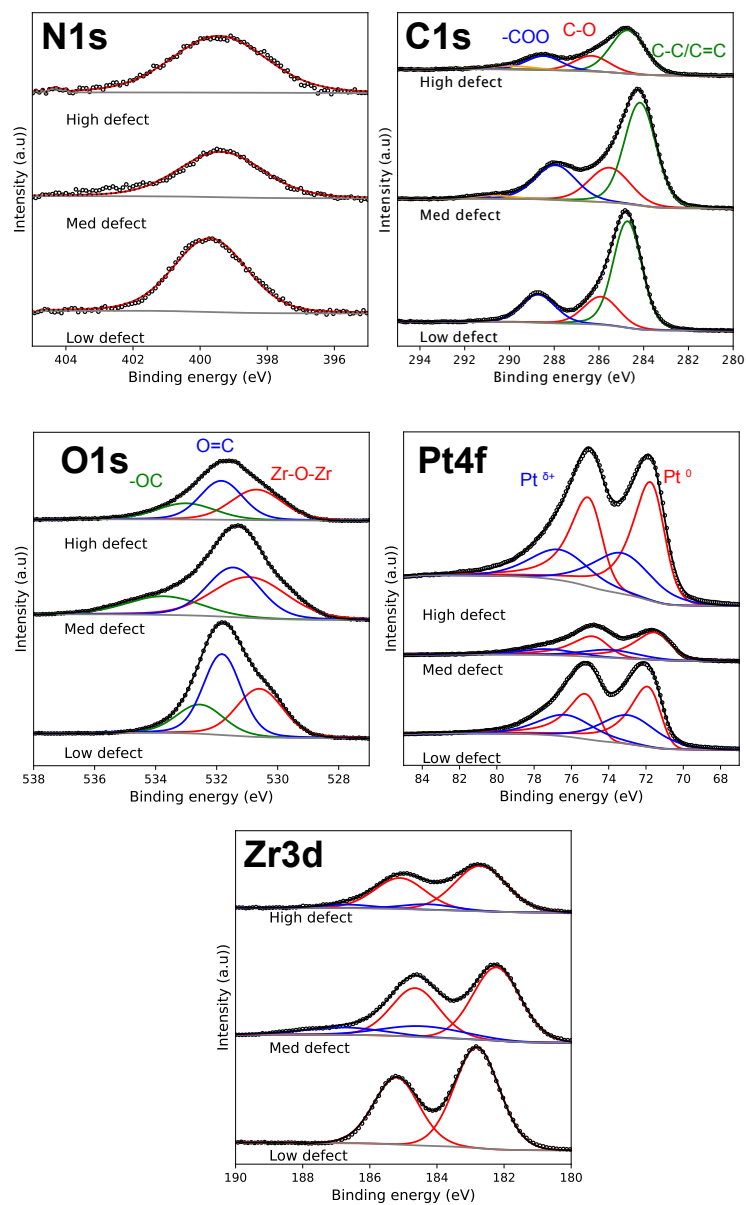 N1s
High defect
Med defect
Low defect
Intensity (a.u))
404 402 400 398 396
Binding energy (eV)
C1s
-COO C-O C-C/C=C
High defect
Med defect
Low defect
Intensity (a.u))
294 292 290 288 286 284 282 280
Binding energy (eV)
O1s
-OC O=C Zr-O-Zr
High defect
Med defect
Low defect
Intensity (a.u))
538 536 534 532 530 528
Binding energy (eV)
Pt4f
Pt δ+ Pt 0
High defect
Med defect
Low defect
Intensity (a.u))
84 82 80 78 76 74 72 70 68
Binding energy (eV)
Zr3d
High defect
Med defect
Low defect
Intensity (a.u))
190 188 186 184 182 180
Binding energy (eV)